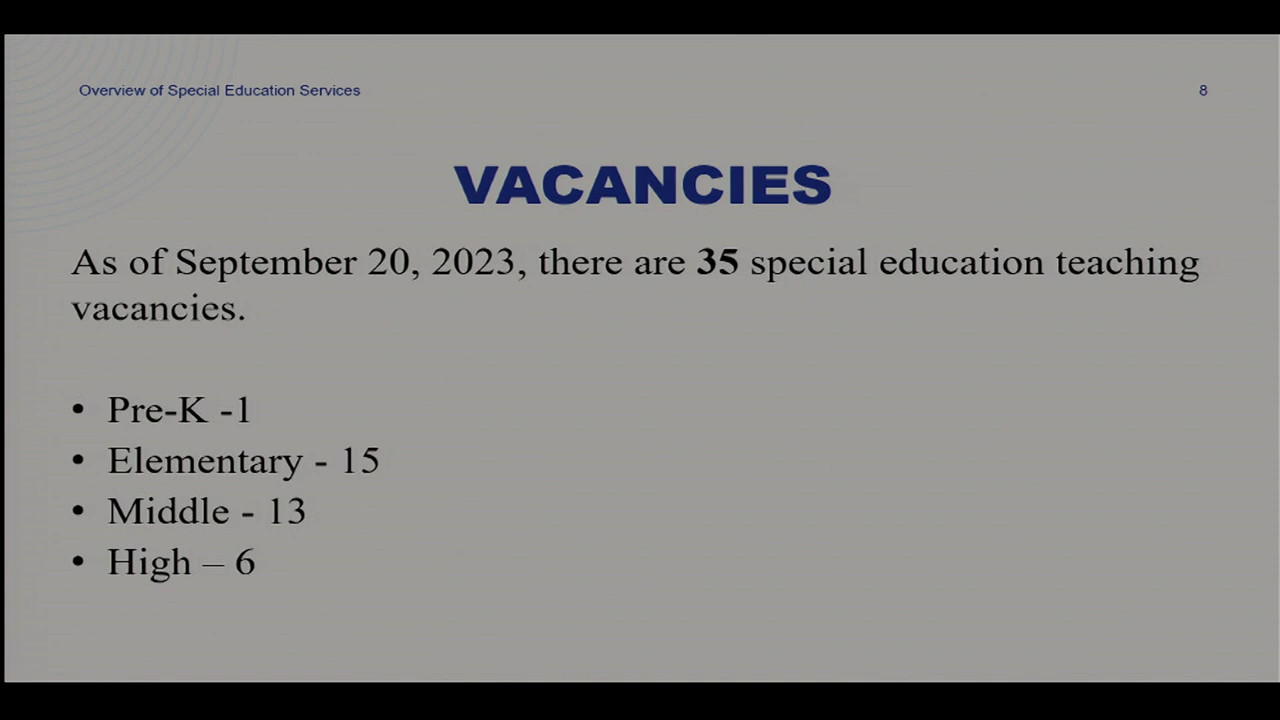 Overview of Special Education Services
8
VACANCIES
As of September 20, 2023, there are 35 special education teaching
vacancies.
• Pre-K -1
• Elementary - 15
• Middle - 13
• High – 6